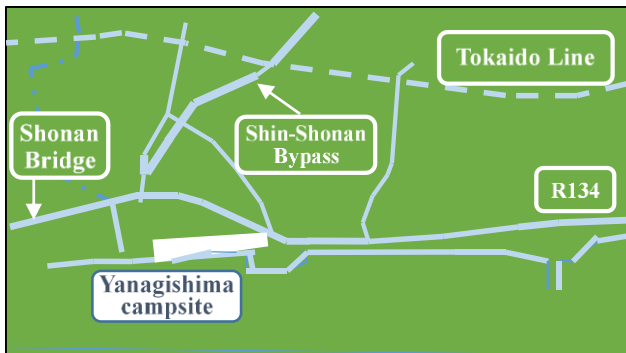 Tokaido Line
Shonan
Bridge
Shin-Shonan
Bypass
R134
Yanagishima
campsite